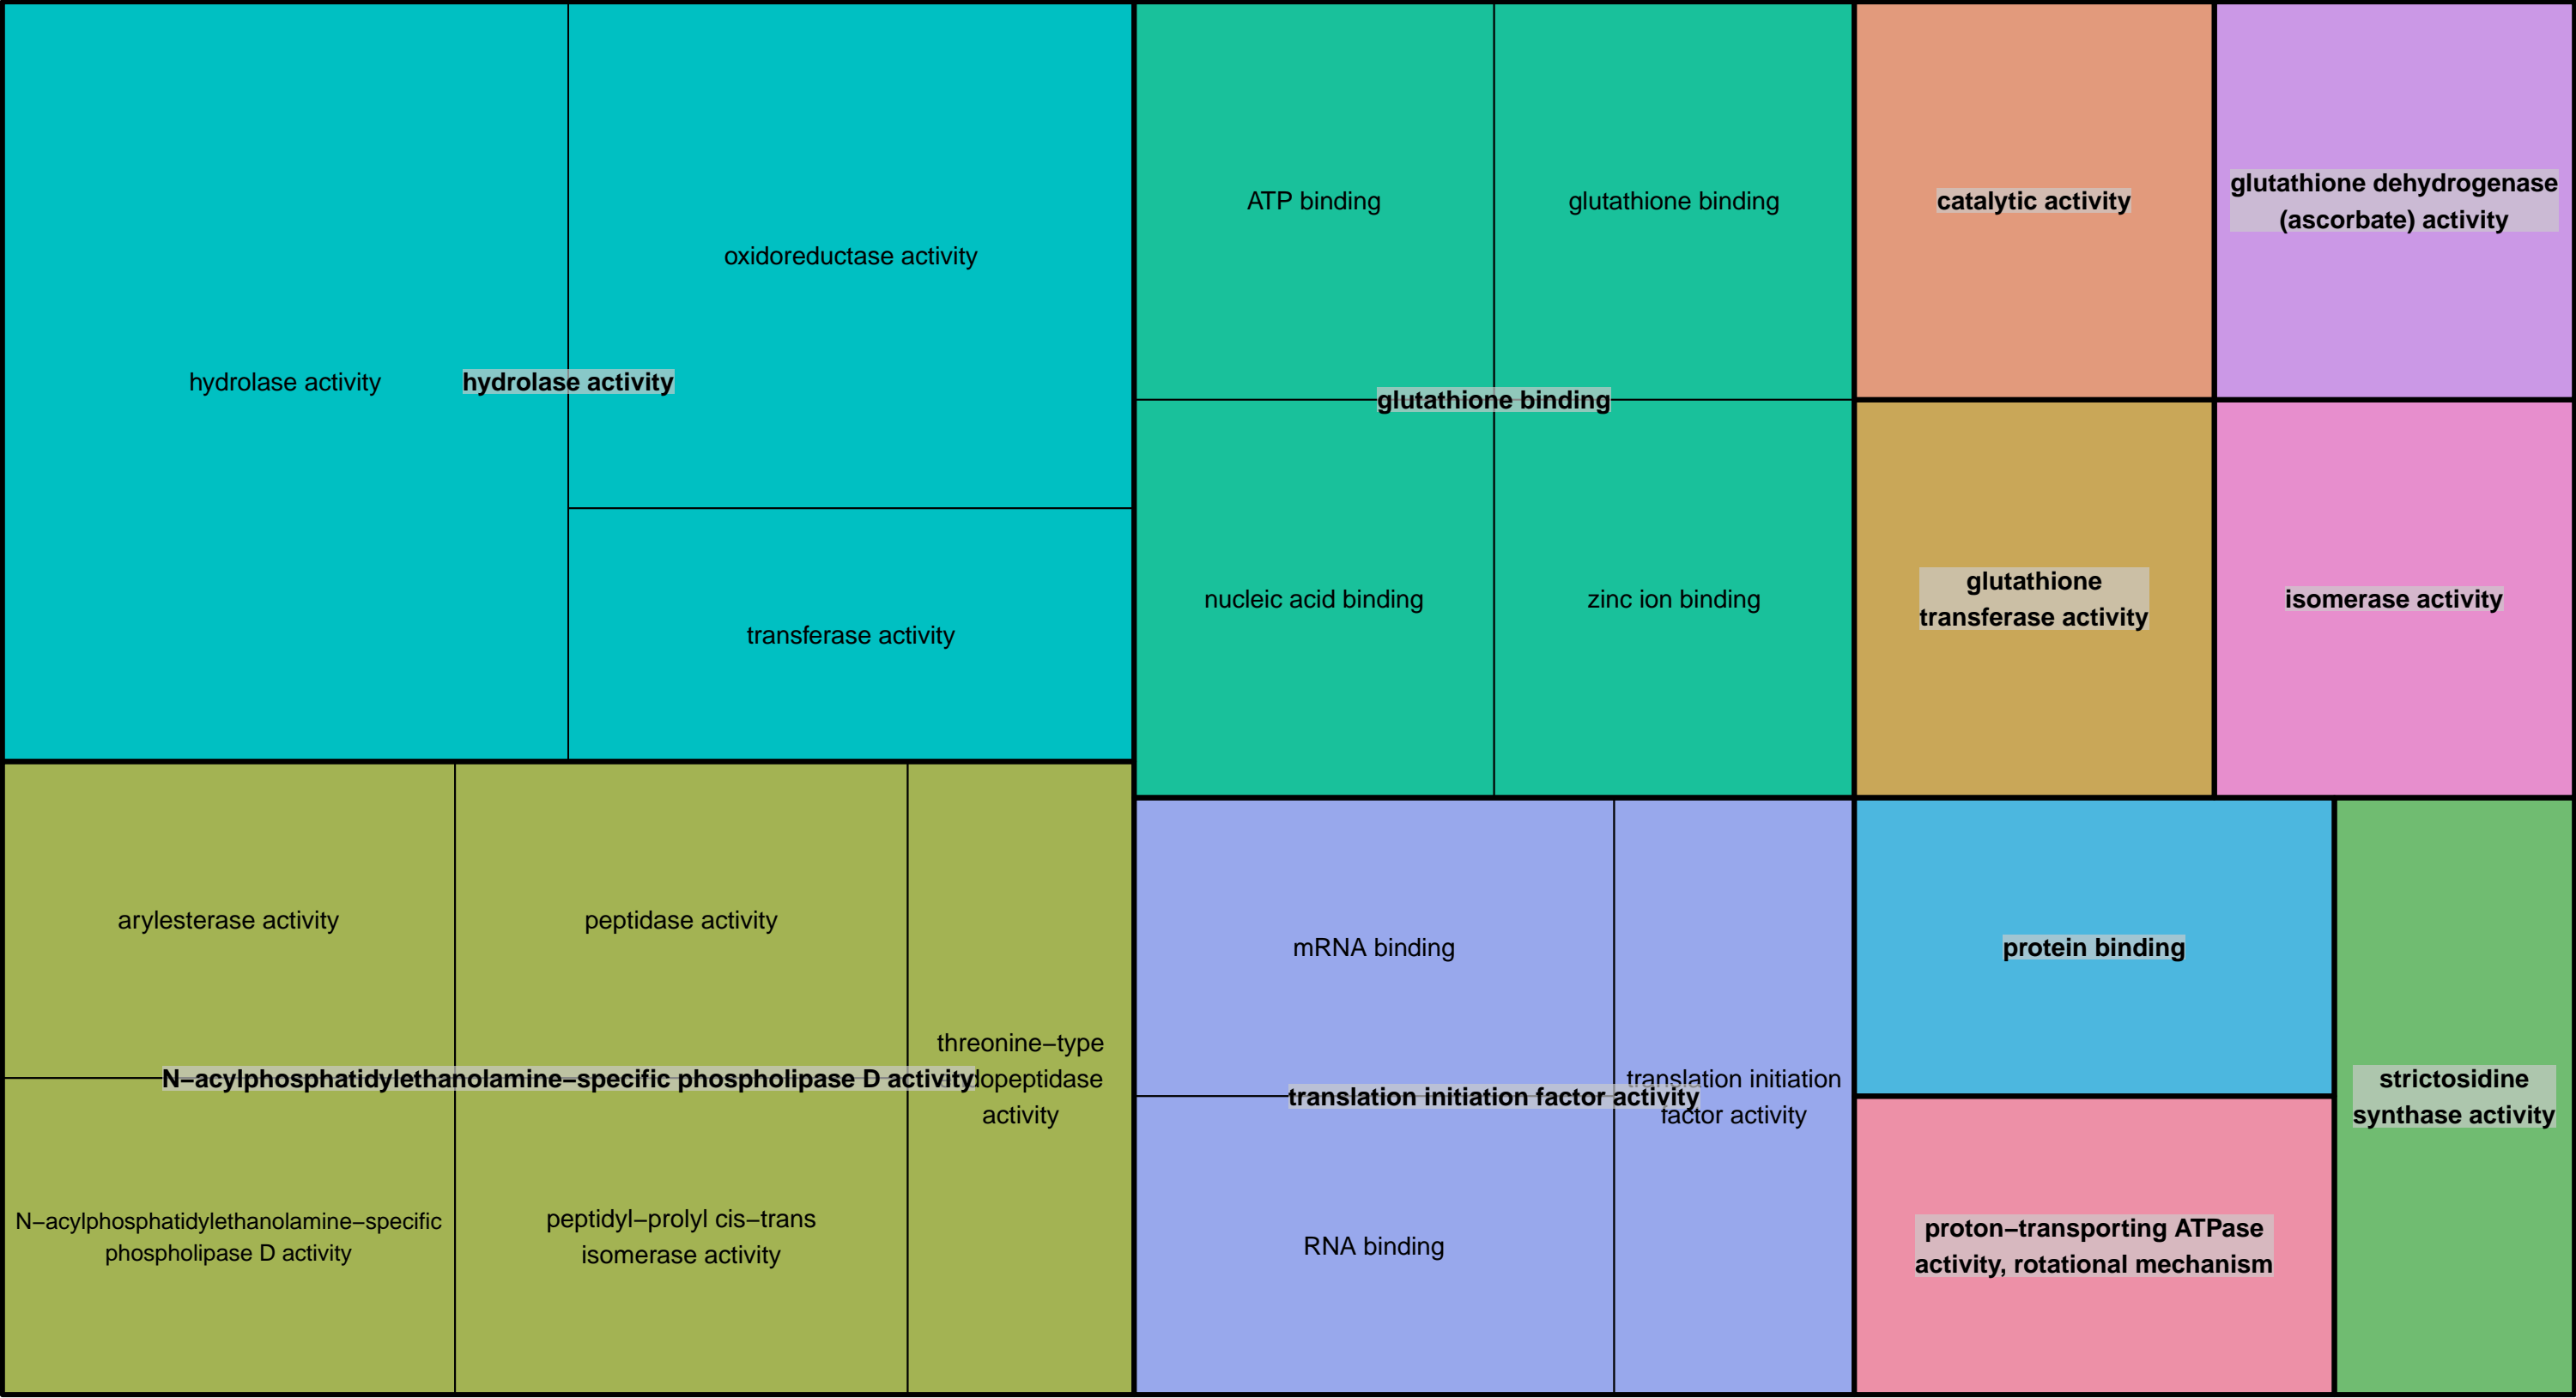 hydrolase activity
hydrolase activity
oxidoreductase activity
transferase activity
ATP binding
glutathione binding
glutathione binding
nucleic acid binding
zinc ion binding
catalytic activity
glutathione dehydrogenase
(ascorbate) activity
glutathione
transferase activity
isomerase activity
arylesterase activity
peptidase activity
threonine−type
activity
N−acylphosphatidylethanolamine−specific phospholipase D activity
N−acylphosphatidylethanolamine−specific
phospholipase D activity
peptidyl−prolyl cis−trans
isomerase activity
mRNA binding
translation initiation
factor activity
translation initiation factor activity
RNA binding
protein binding
proton−transporting ATPase
activity, rotational mechanism
strictosidine
synthase activity